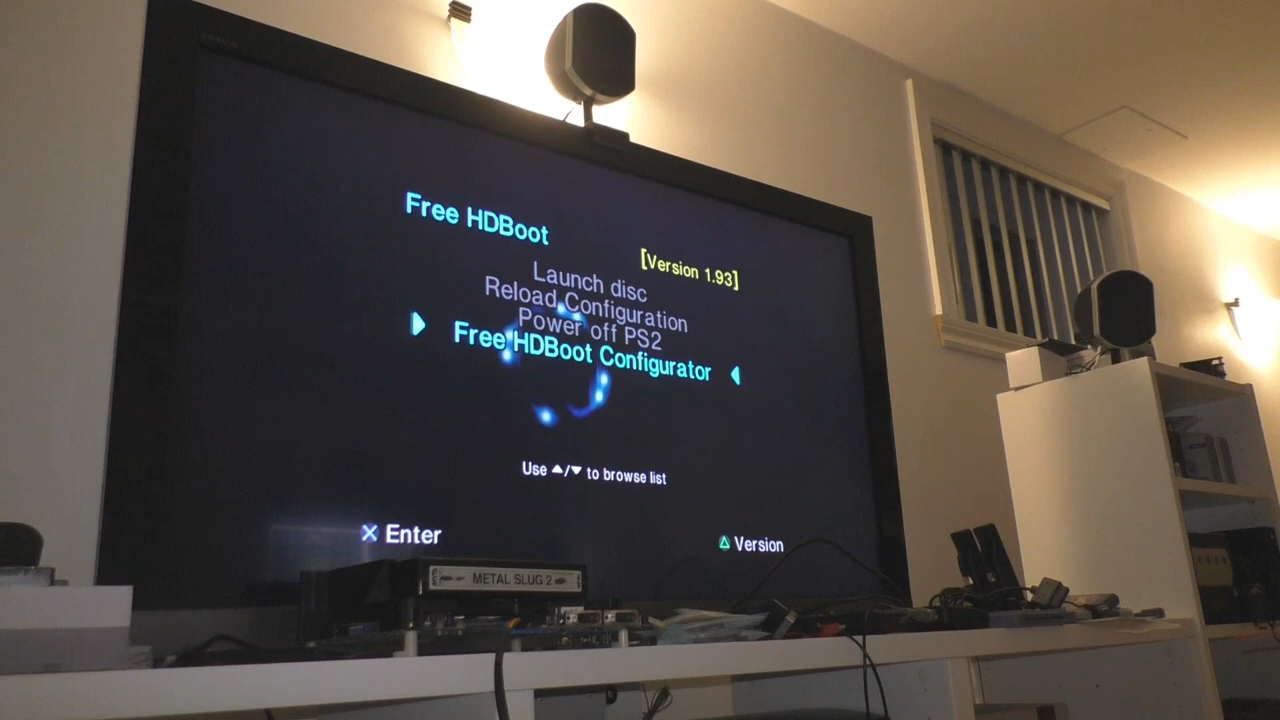 Free HDBoot
[Version 1.93]
Launch disc
Reload Configuration
Power off PS2
Free HDBoot Configurator
Use ▲/▼ to browse list
Enter
Version
METAL SLUG 2